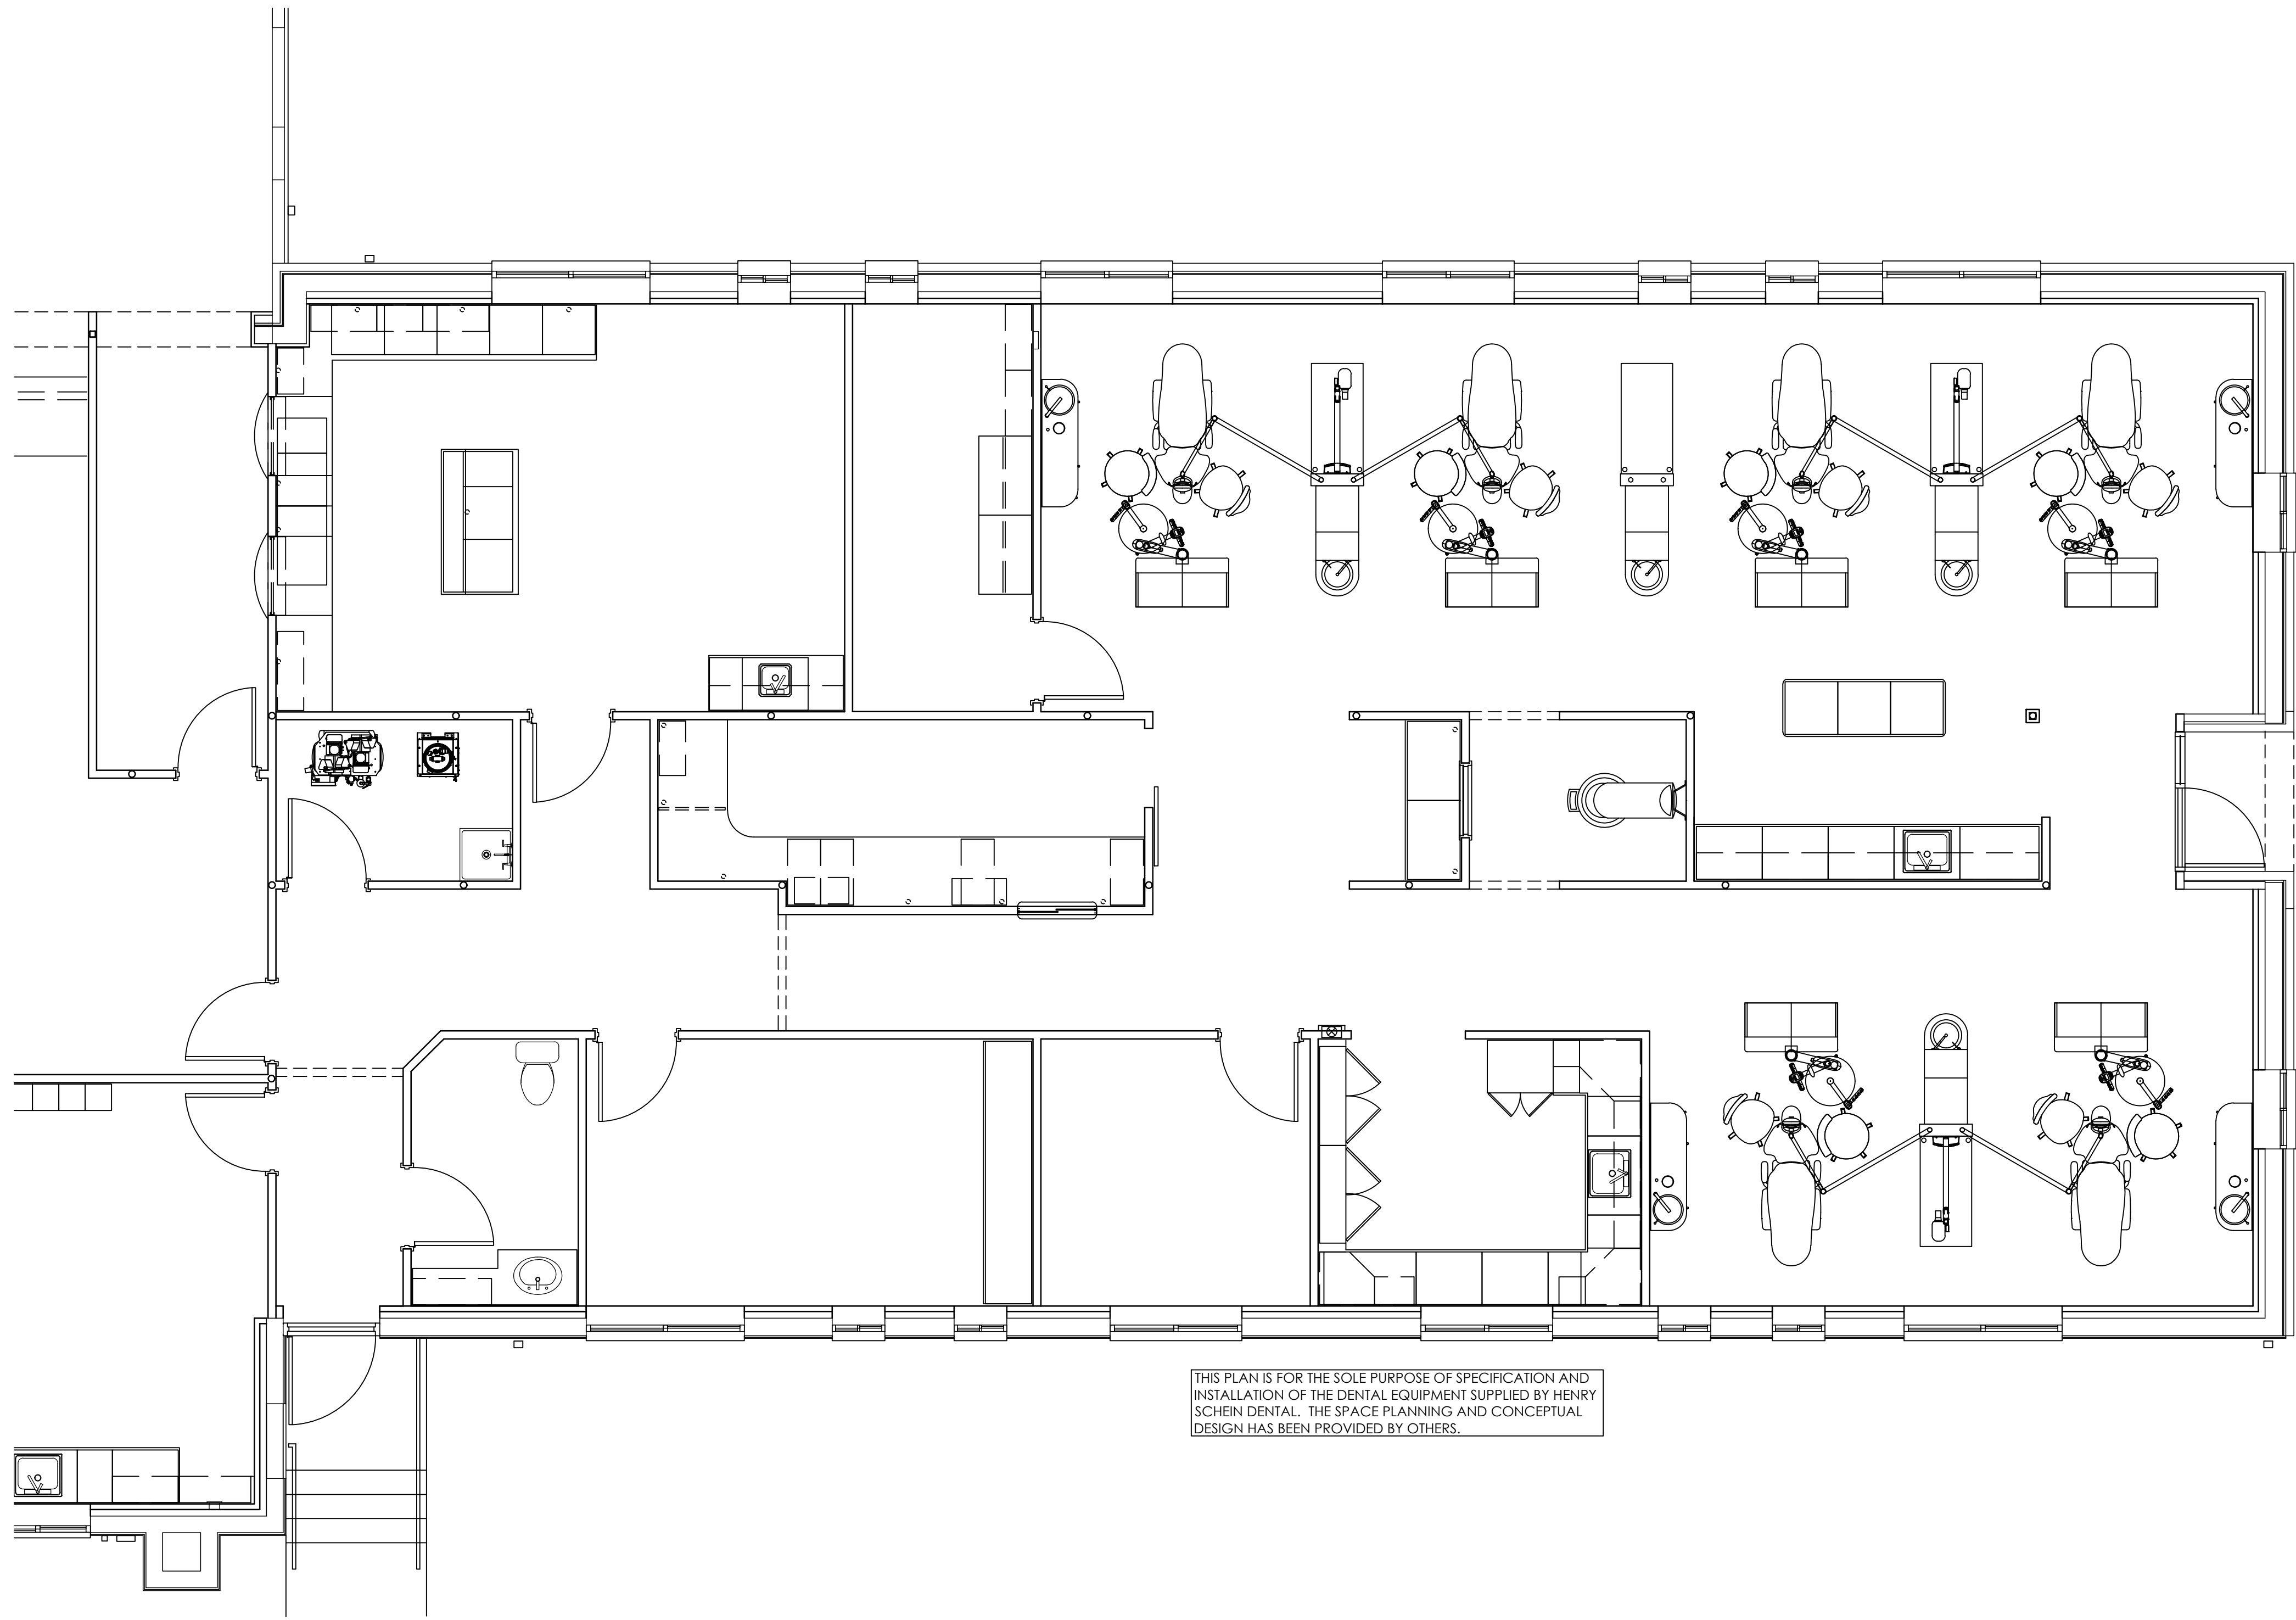 THIS PLAN IS FOR THE SOLE PURPOSE OF SPECIFICATION AND
INSTALLATION OF THE DENTAL EQUIPMENT SUPPLIED BY HENRY
SCHEIN DENTAL. THE SPACE PLANNING AND CONCEPTUAL
DESIGN HAS BEEN PROVIDED BY OTHERS.